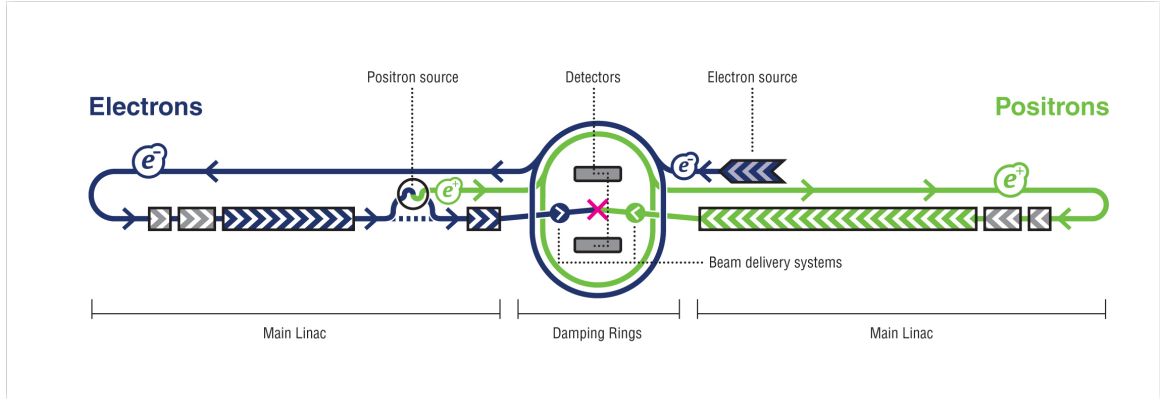 Positron source
Detectors
Electron source
Electrons
Positrons
e⁻
e⁻
e⁺
e⁺
Beam delivery systems
Main Linac
Damping Rings
Main Linac